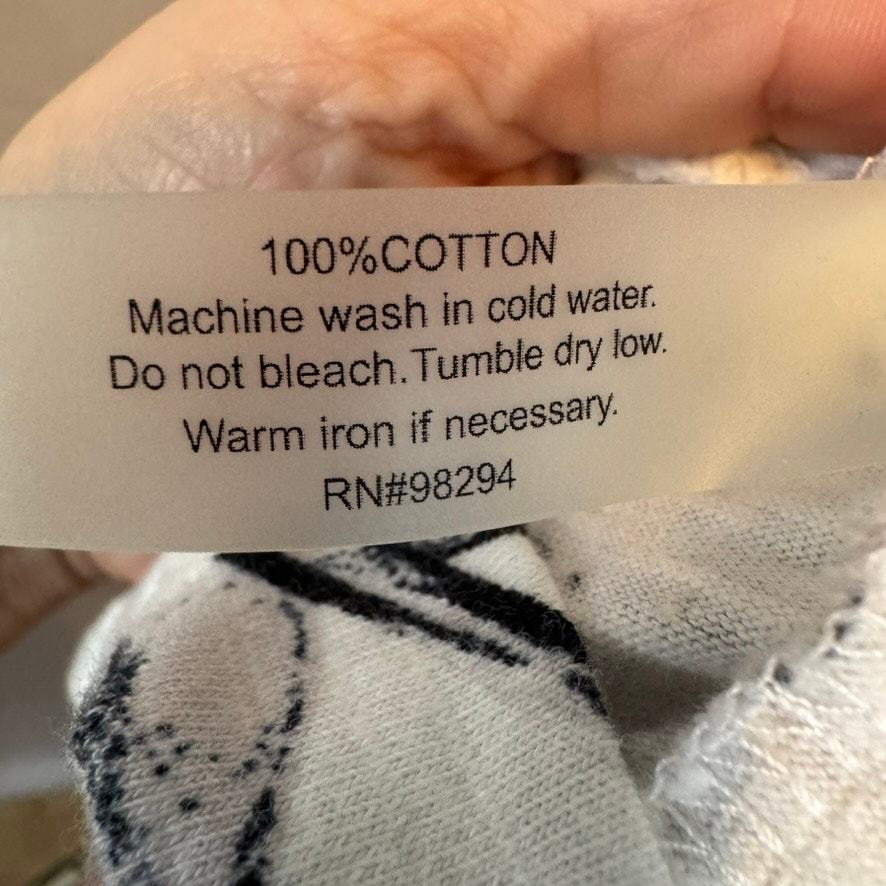 100%COTTON
Machine wash in cold water.
Do not bleach.Tumble dry low.
Warm iron if necessary.
RN#98294